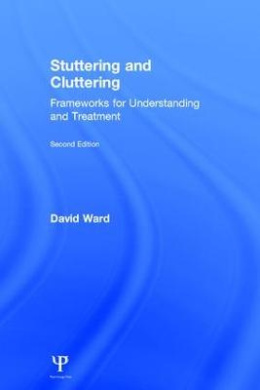 Stuttering and
Cluttering
Frameworks for Understanding
and Treatment
Second Edition
David Ward